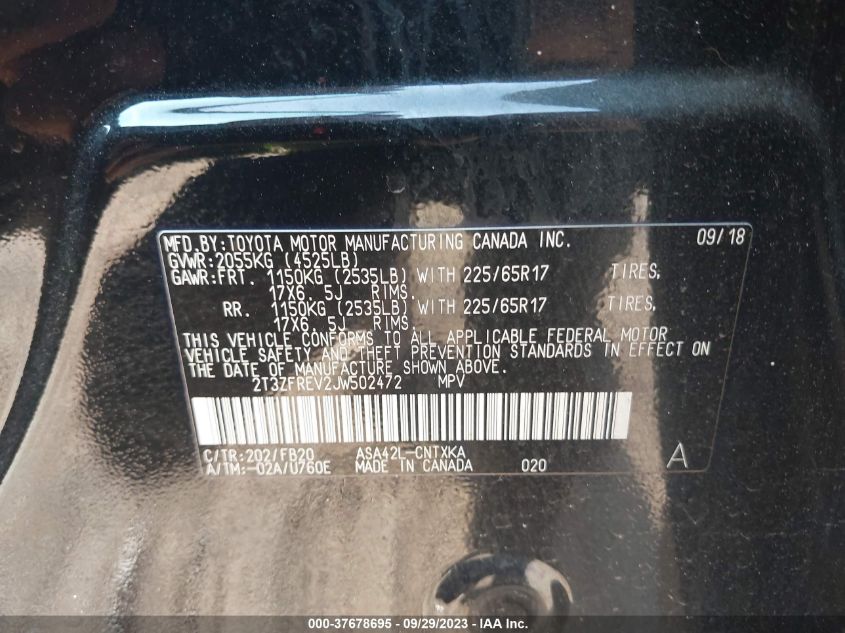 MFD.BY:TOYOTA MOTOR MANUFACTURING CANADA INC. 09/18
GVWR:2055KG (4525LB)
GAWR:FRT. 1150KG (2535LB) WITH 225/65R17 TIRES,
17X6.5J RIMS.
RR. 1150KG (2535LB) WITH 225/65R17 TIRES,
17X6.5J RIMS.
THIS VEHICLE CONFORMS TO ALL APPLICABLE FEDERAL MOTOR
VEHICLE SAFETY AND THEFT PREVENTION STANDARDS IN EFFECT ON
THE DATE OF MANUFACTURE SHOWN ABOVE.
2T3ZFREV2JW502472 MPV
C/TR:202/FB20 ASA42L-CNTXKA
A/TM:-02A/U760E MADE IN CANADA 020 A
000-37678695 - 09/29/2023 - IAA Inc.